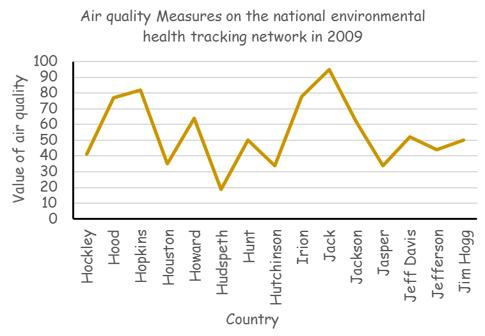 Air quality Measures on the national environmental
health tracking network in 2009
Value of air quality
100
90
80
70
60
50
40
30
20
10
0
Hockley
Hood
Hopkins
Houston
Howard
Hudspeth
Hunt
Hutchinson
Irion
Jack
Jackson
Jasper
Jeff Davis
Jefferson
Jim Hogg
Country